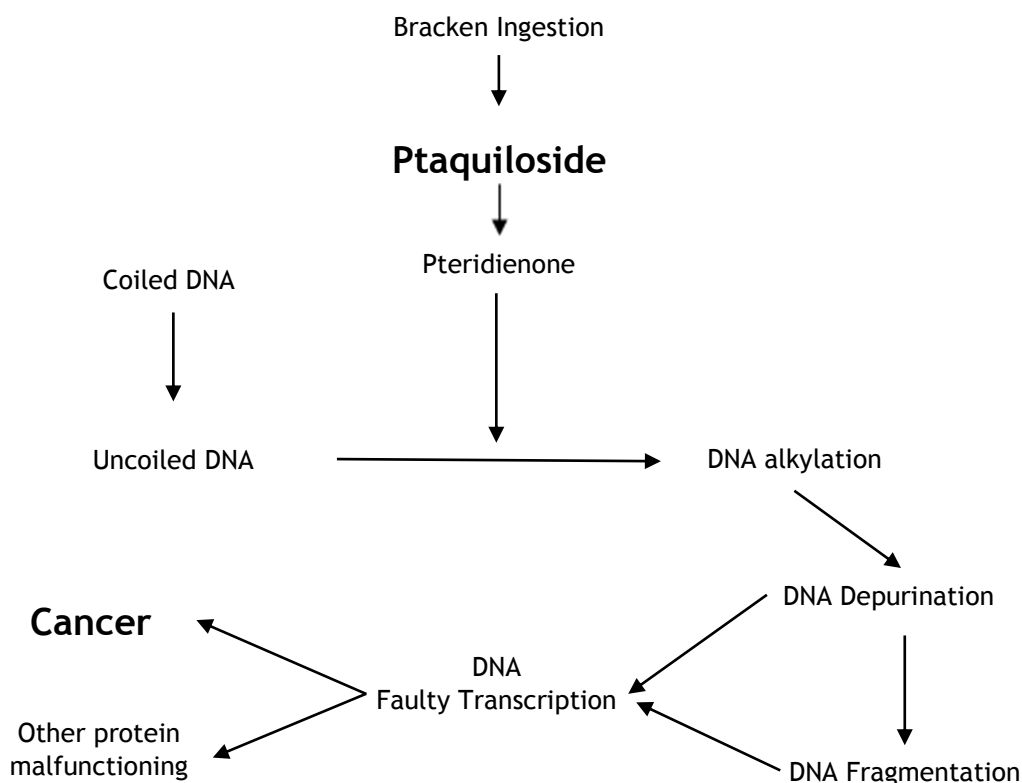 Bracken Ingestion
Ptaquiloside
Pteridienone
Coiled DNA
Uncoiled DNA
DNA alkylation
DNA Depurination
Cancer
DNA
Faulty Transcription
Other protein
malfunctioning
DNA Fragmentation